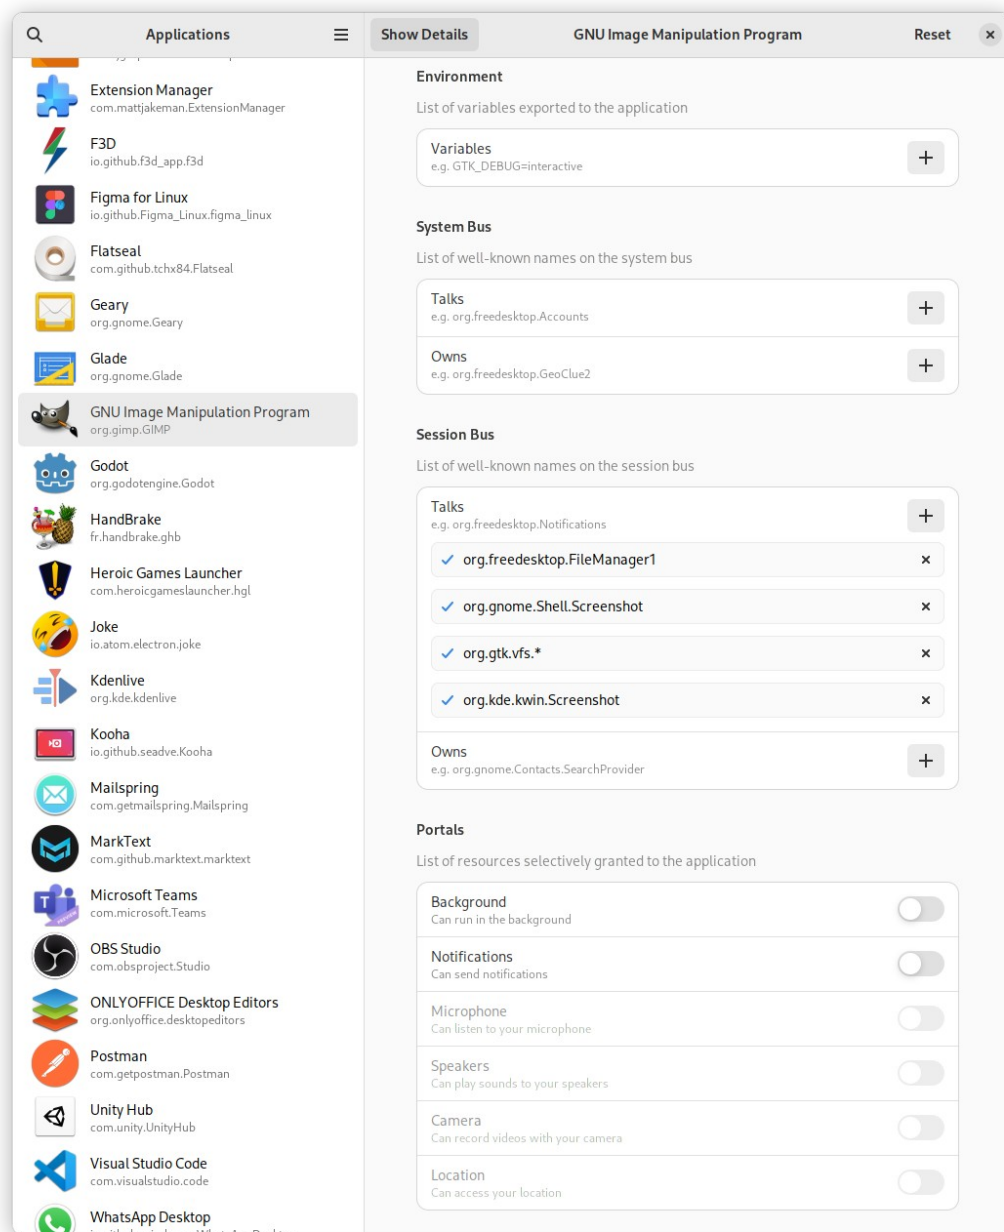 Applications
Show Details
GNU Image Manipulation Program
Reset
Extension Manager
com.mattjakeman.ExtensionManager
F3D
io.github.f3d_app.f3d
Figma for Linux
io.github.Figma_Linux.figma_linux
Flatseal
com.github.tchx84.Flatseal
Geary
org.gnome.Geary
Glade
org.gnome.Glade
GNU Image Manipulation Program
org.gimp.GIMP
Godot
org.godotengine.Godot
HandBrake
fr.handbrake.ghb
Heroic Games Launcher
com.heroicgameslauncher.hgl
Joke
io.atom.electron.joke
Kdenlive
org.kde.kdenlive
Kooha
io.github.seadve.Kooha
Mailspring
com.getmailspring.Mailspring
MarkText
com.github.marktext.marktext
Microsoft Teams
com.microsoft.Teams
OBS Studio
com.obsproject.Studio
ONLYOFFICE Desktop Editors
org.onlyoffice.desktopeditors
Postman
com.getpostman.Postman
Unity Hub
com.unity.UnityHub
Visual Studio Code
com.visualstudio.code
WhatsApp Desktop
Environment
List of variables exported to the application
Variables
e.g. GTK_DEBUG=interactive
System Bus
List of well-known names on the system bus
Talks
e.g. org.freedesktop.Accounts
Owns
e.g. org.freedesktop.GeoClue2
Session Bus
List of well-known names on the session bus
Talks
e.g. org.freedesktop.Notifications
org.freedesktop.FileManager1
org.gnome.Shell.Screenshot
org.gtk.vfs.*
org.kde.kwin.Screenshot
Owns
e.g. org.gnome.Contacts.SearchProvider
Portals
List of resources selectively granted to the application
Background
Can run in the background
Notifications
Can send notifications
Microphone
Can listen to your microphone
Speakers
Can play sounds to your speakers
Camera
Can record videos with your camera
Location
Can access your location